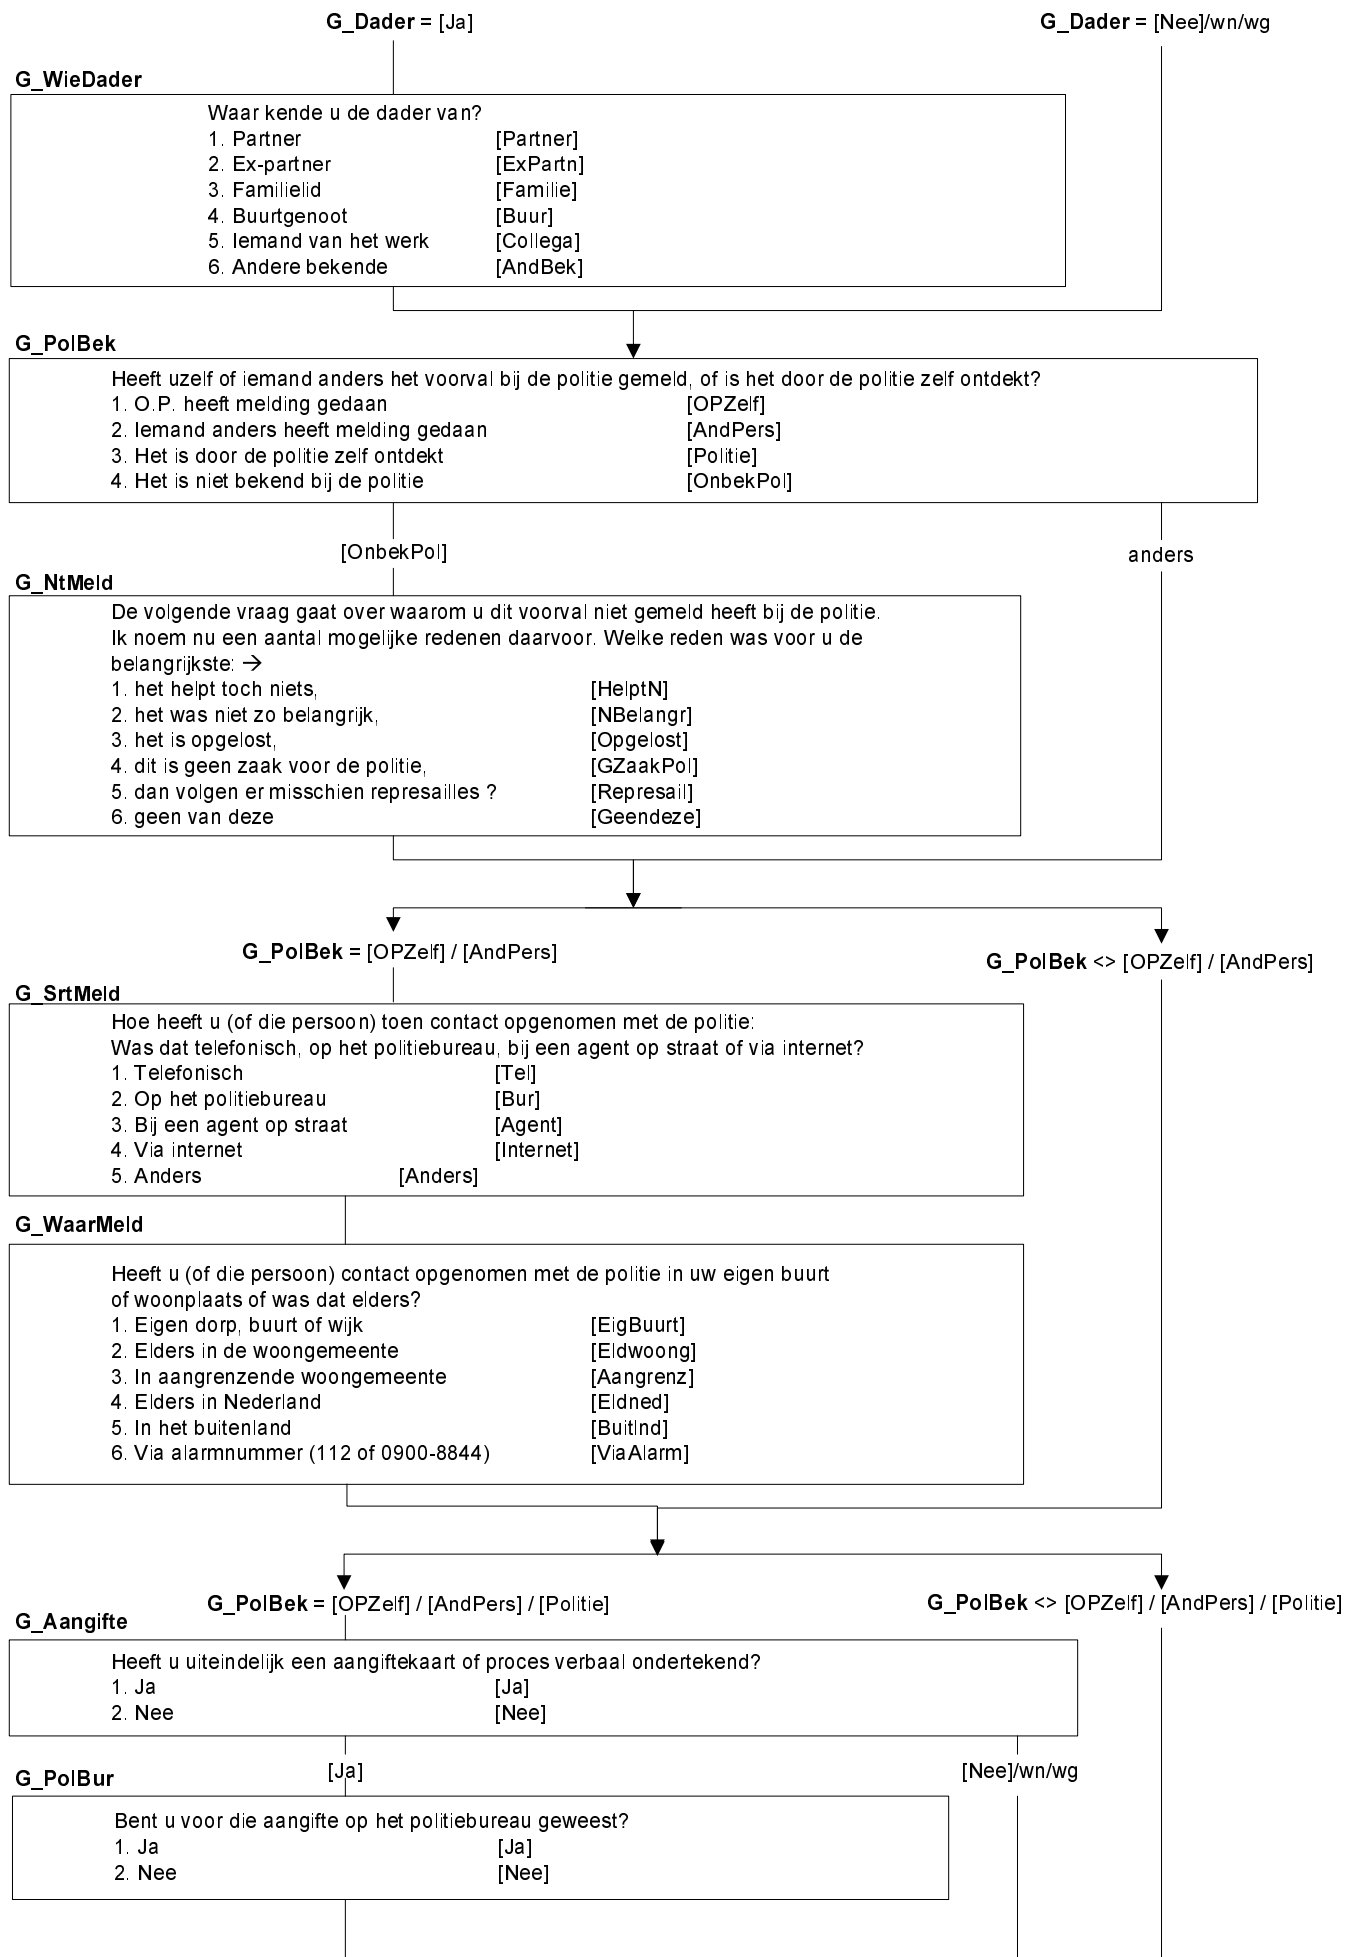 G_Dader = [Ja]
G_Dader = [Nee]/wn/wg
G_WieDader
Waar kende u de dader van?
1. Partner [Partner]
2. Ex-partner [ExPartn]
3. Familielid [Familie]
4. Buurtgenoot [Buur]
5. Iemand van het werk [Collega]
6. Andere bekende [AndBek]
G_PolBek
Heeft uzelf of iemand anders het voorval bij de politie gemeld, of is het door de politie zelf ontdekt?
1. O.P. heeft melding gedaan [OPZelf]
2. Iemand anders heeft melding gedaan [AndPers]
3. Het is door de politie zelf ontdekt [Politie]
4. Het is niet bekend bij de politie [OnbekPol]
[OnbekPol]
anders
G_NtMeld
De volgende vraag gaat over waarom u dit voorval niet gemeld heeft bij de politie.
Ik noem nu een aantal mogelijke redenen daarvoor. Welke reden was voor u de
belangrijkste: →
1. het helpt toch niets, [HelptN]
2. het was niet zo belangrijk, [NBelangr]
3. het is opgelost, [Opgelost]
4. dit is geen zaak voor de politie, [GZaakPol]
5. dan volgen er misschien represailles ? [Represail]
6. geen van deze [Geendeze]
G_PolBek = [OPZelf] / [AndPers]
G_PolBek <> [OPZelf] / [AndPers]
G_SrtMeld
Hoe heeft u (of die persoon) toen contact opgenomen met de politie:
Was dat telefonisch, op het politiebureau, bij een agent op straat of via internet?
1. Telefonisch [Tel]
2. Op het politiebureau [Bur]
3. Bij een agent op straat [Agent]
4. Via internet [Internet]
5. Anders [Anders]
G_WaarMeld
Heeft u (of die persoon) contact opgenomen met de politie in uw eigen buurt
of woonplaats of was dat elders?
1. Eigen dorp, buurt of wijk [EigBuurt]
2. Elders in de woongemeente [Eldwoong]
3. In aangrenzende woongemeente [Aangrenz]
4. Elders in Nederland [Eldned]
5. In het buitenland [Buitlnd]
6. Via alarmnummer (112 of 0900-8844) [ViaAlarm]
G_PolBek = [OPZelf] / [AndPers] / [Politie]
G_PolBek <> [OPZelf] / [AndPers] / [Politie]
G_Aangifte
Heeft u uiteindelijk een aangiftekaart of proces verbaal ondertekend?
1. Ja [Ja]
2. Nee [Nee]
[Ja]
[Nee]/wn/wg
G_PolBur
Bent u voor die aangifte op het politiebureau geweest?
1. Ja [Ja]
2. Nee [Nee]